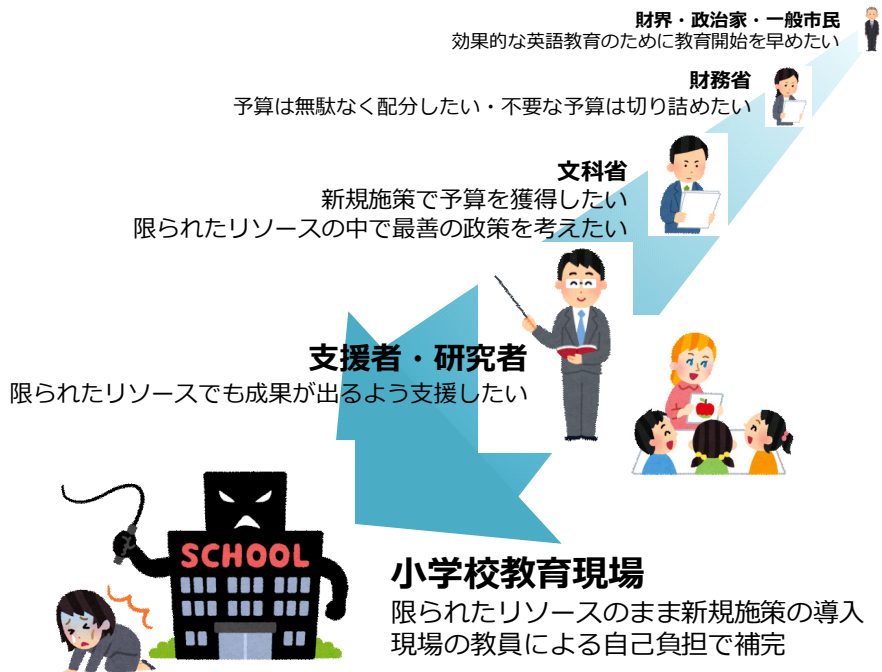 財界・政治家・一般市民
効果的な英語教育のために教育開始を早めたい
財務省
予算は無駄なく配分したい・不要な予算は切り詰めたい
文科省
新規施策で予算を獲得したい
限られたリソースの中で最善の政策を考えたい
支援者・研究者
限られたリソースでも成果が出るよう支援したい
SCHOOL
小学校教育現場
限られたリソースのまま新規施策の導入
現場の教員による自己負担で補完